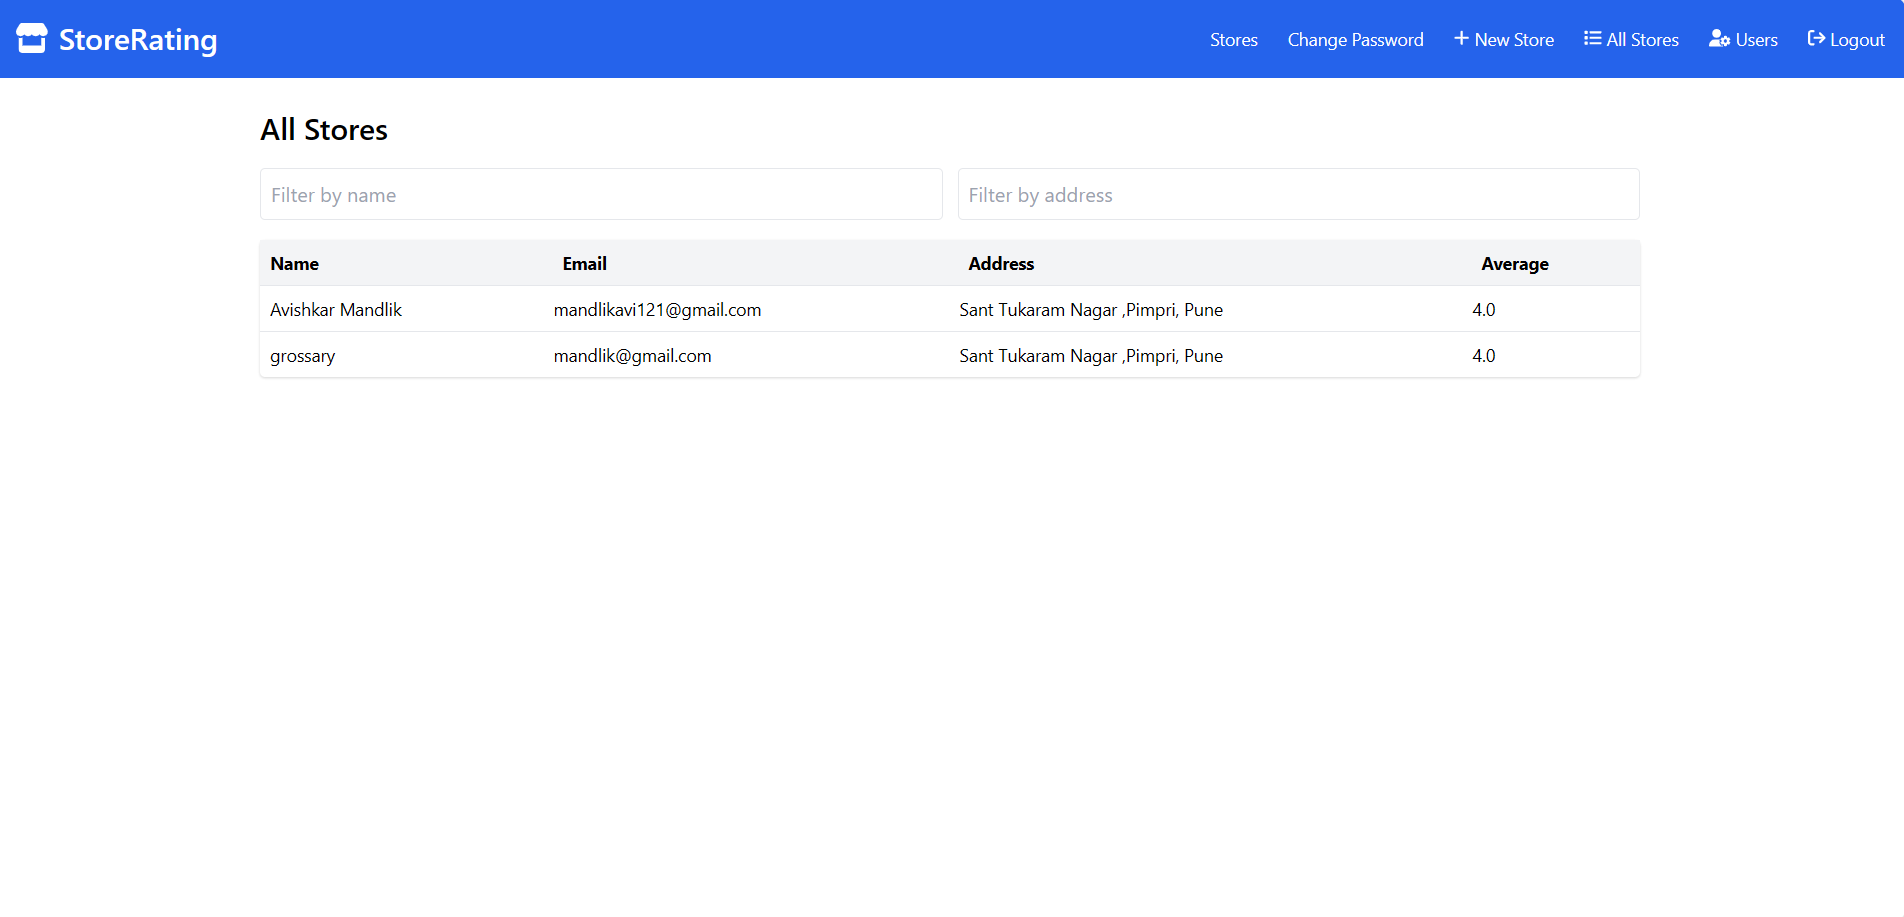 StoreRating
Stores Change Password New Store All Stores Users Logout
All Stores
Filter by name Filter by address
Name Email Address Average
Avishkar Mandlik mandlikavi121@gmail.com Sant Tukaram Nagar ,Pimpri, Pune 4.0
grossary mandlik@gmail.com Sant Tukaram Nagar ,Pimpri, Pune 4.0